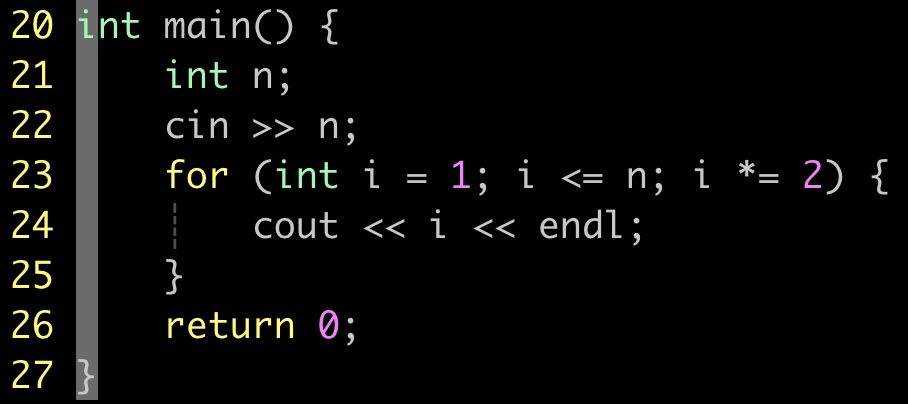 20 int main() {
21     int n;
22     cin >> n;
23     for (int i = 1; i <= n; i *= 2) {
24     ¦   cout << i << endl;
25     }
26     return 0;
27 }